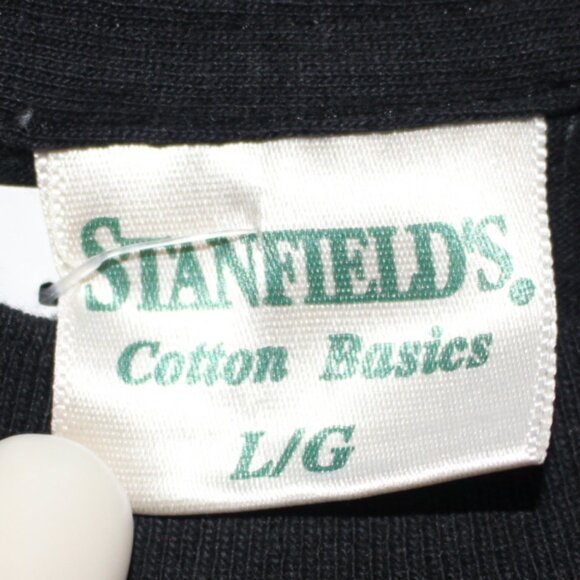 STANFIELD'S®
Cotton Basics
L/G